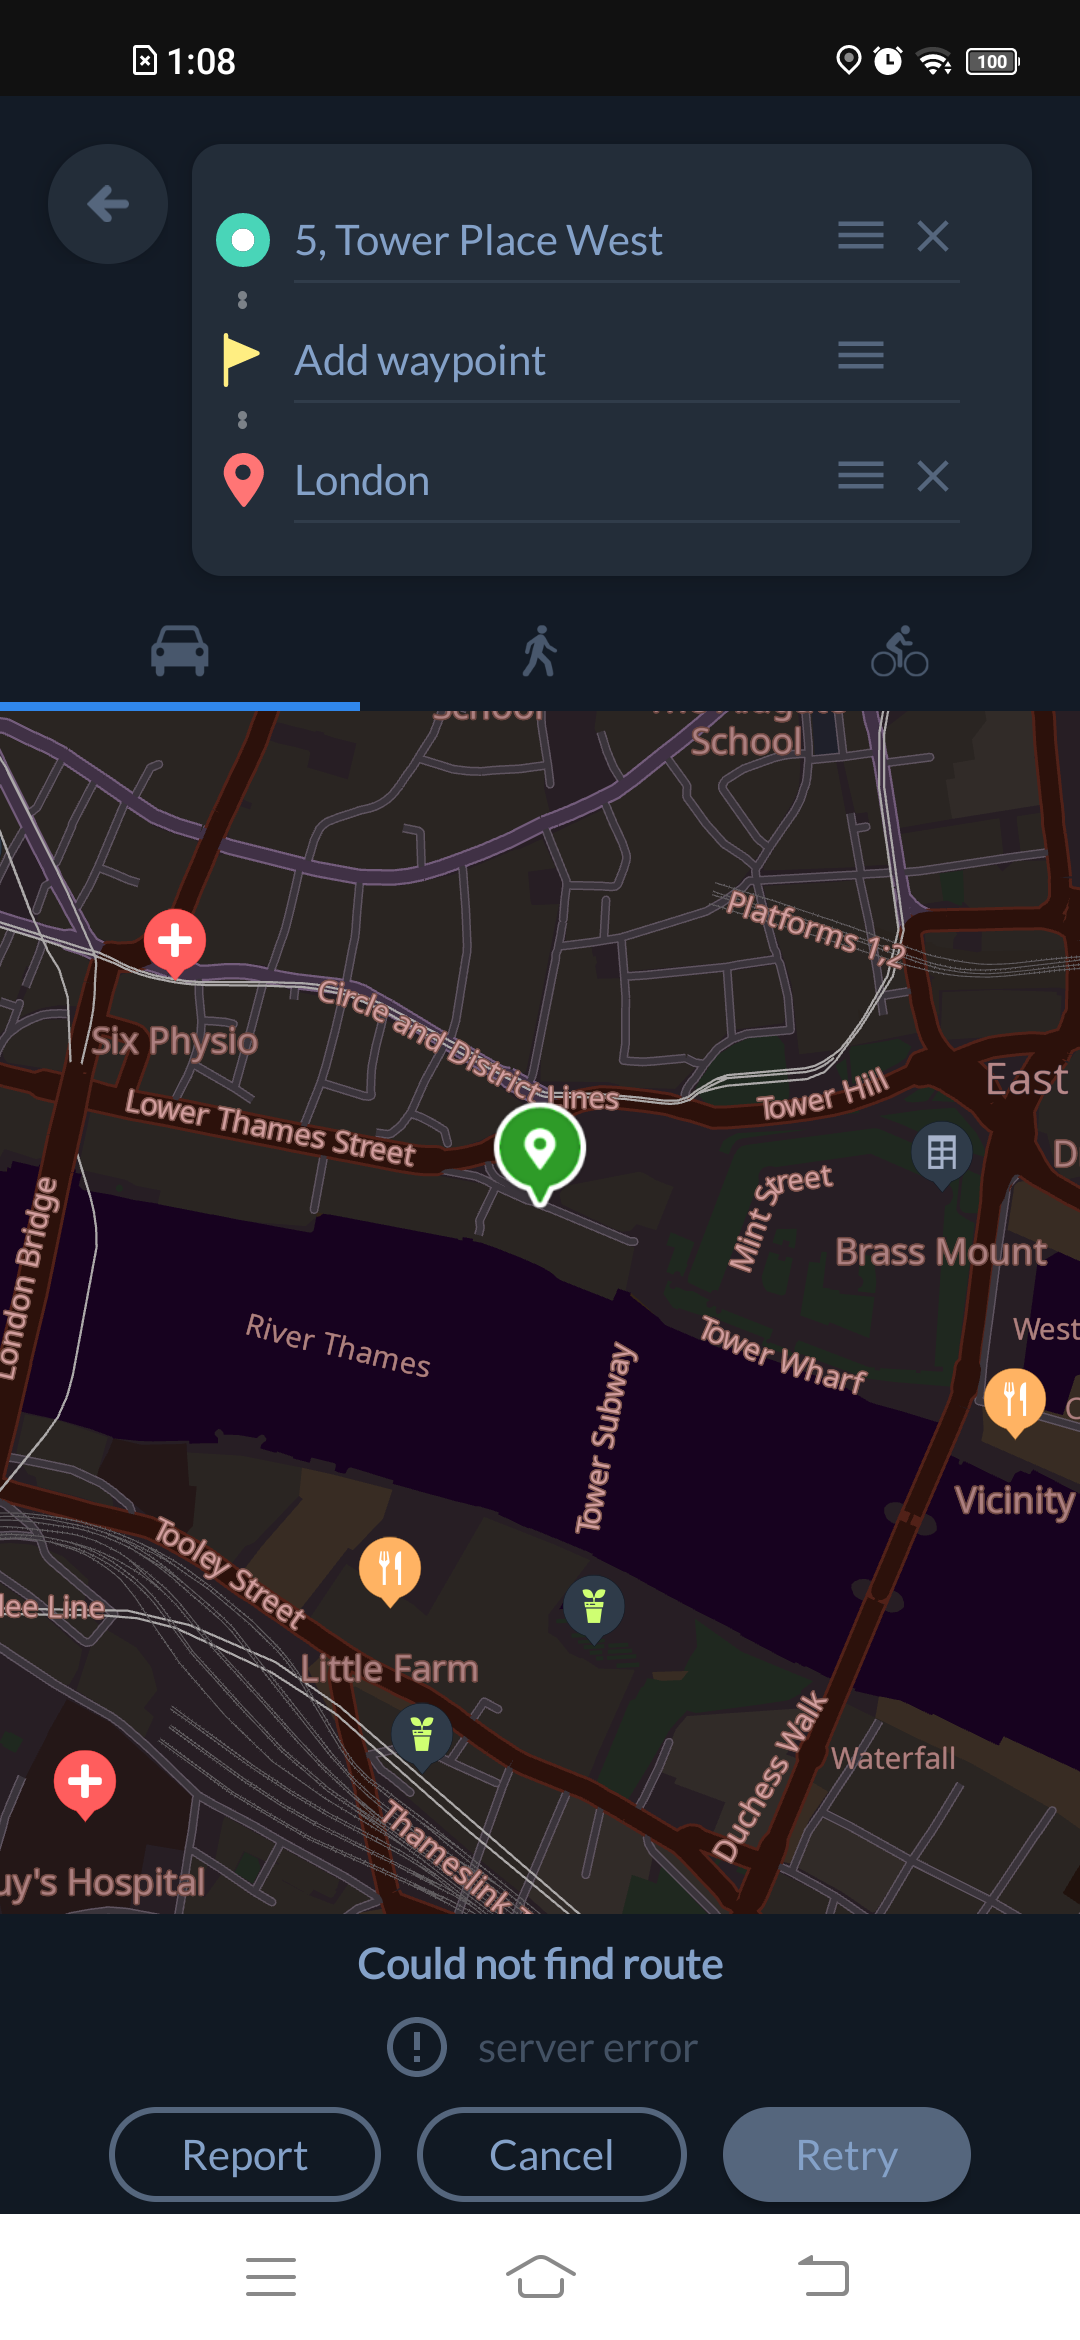 1:08
100
5, Tower Place West
Add waypoint
London
School
School
Platforms 1;2
Circle and District Lines
Six Physio
East
Lower Thames Street
Tower Hill
D
Mint Street
London Bridge
Brass Mount
River Thames
West
Tower Wharf
Tower Subway
Vicinity
Tooley Street
lee Line
Little Farm
Duchess Walk
Waterfall
Thameslink
uy's Hospital
Could not find route
server error
Report
Cancel
Retry